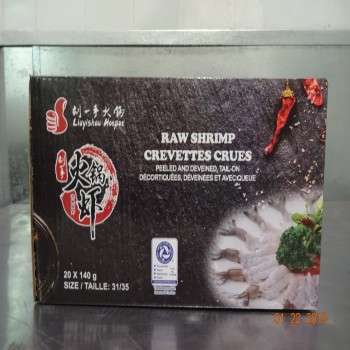 刘一手火锅
Liuyishou Hotpot
RAW SHRIMP
CREVETTES CRUES
PEELED AND DEVEINED, TAIL-ON
DÉCORTIQUÉES, DÉVEINÉES ET AVEC QUEUE
火锅虾
20 X 140 g
SIZE / TAILLE: 31/35